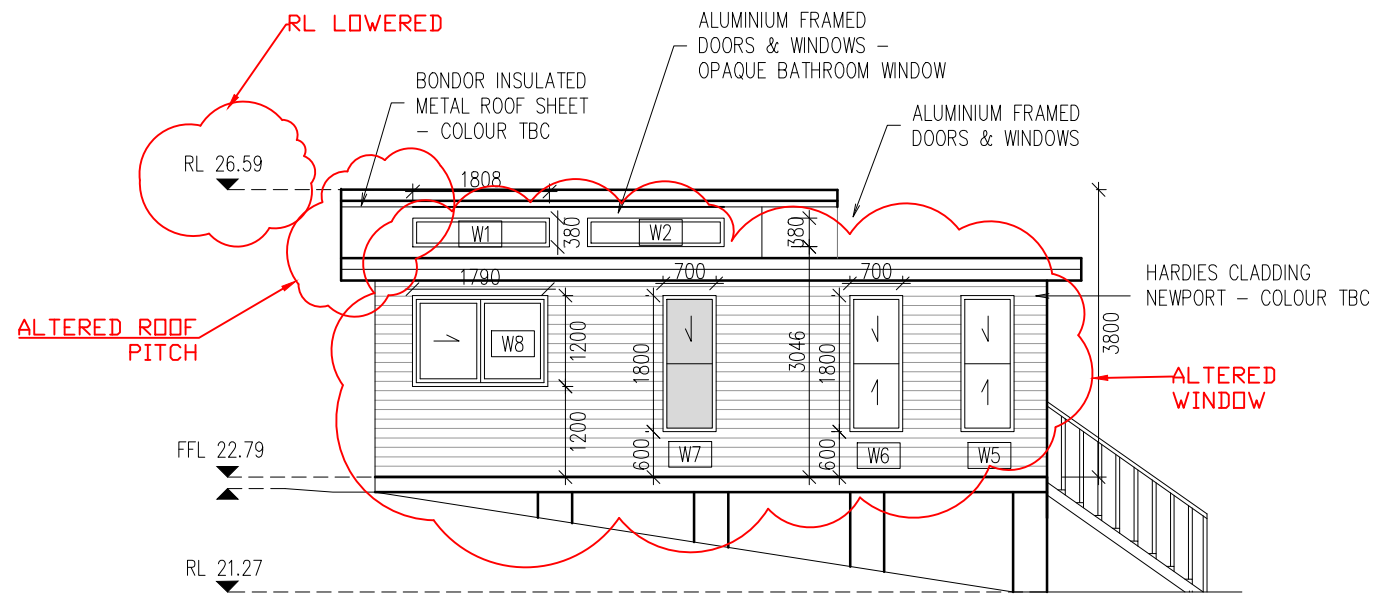 RL LOWERED
ALUMINIUM FRAMED
DOORS & WINDOWS –
OPAQUE BATHROOM WINDOW
BONDOR INSULATED
METAL ROOF SHEET
– COLOUR TBC
ALUMINIUM FRAMED
DOORS & WINDOWS
RL 26.59
1808
W1
380
W2
380
1790
700
700
HARDIES CLADDING
NEWPORT – COLOUR TBC
ALTERED ROOF
PITCH
W8
1200
1800
3046
1800
3800
ALTERED
WINDOW
1200
FFL 22.79
600
W7
600
W6
W5
RL 21.27